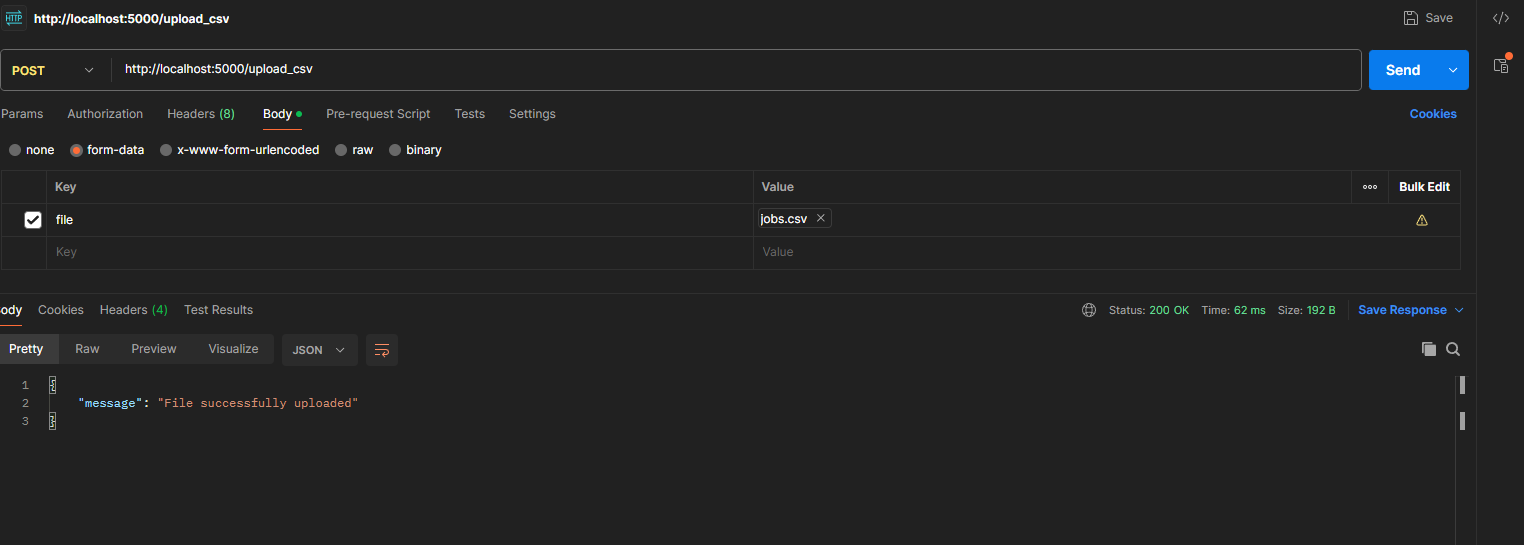 HTTP http://localhost:5000/upload_csv Save </>
POST http://localhost:5000/upload_csv Send
Params Authorization Headers (8) Body Pre-request Script Tests Settings Cookies
none form-data x-www-form-urlencoded raw binary
Key Value Bulk Edit
file jobs.csv
Key Value
ody Cookies Headers (4) Test Results Status: 200 OK Time: 62 ms Size: 192 B Save Response
Pretty Raw Preview Visualize JSON
1 {
2 "message": "File successfully uploaded"
3 }